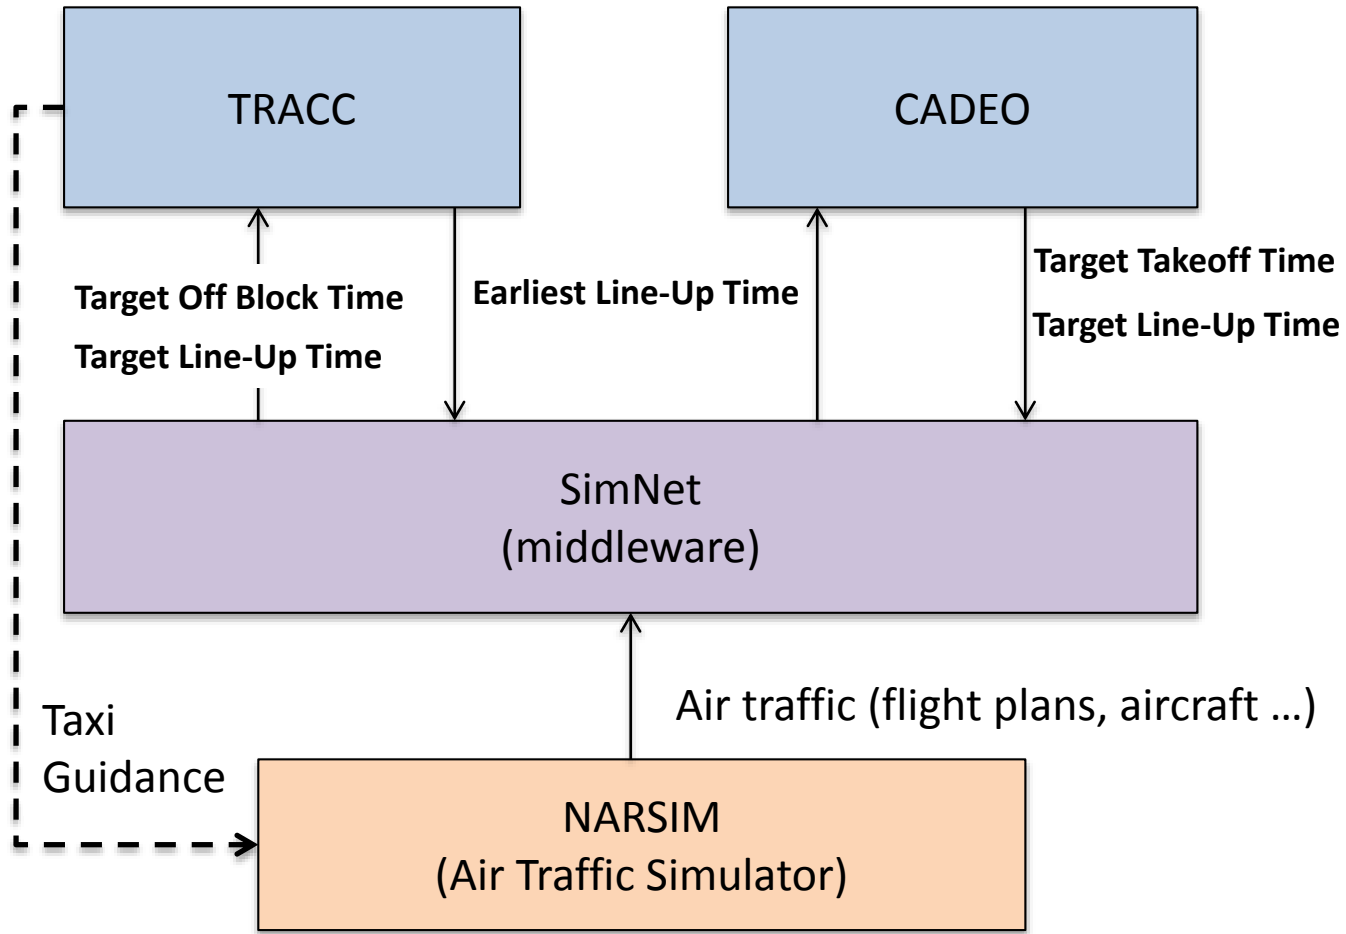 TRACC
CADEO
Target Off Block Time
Target Line-Up Time
Earliest Line-Up Time
Target Takeoff Time
Target Line-Up Time
SimNet
(middleware)
Air traffic (flight plans, aircraft ...)
Taxi
Guidance
NARSIM
(Air Traffic Simulator)